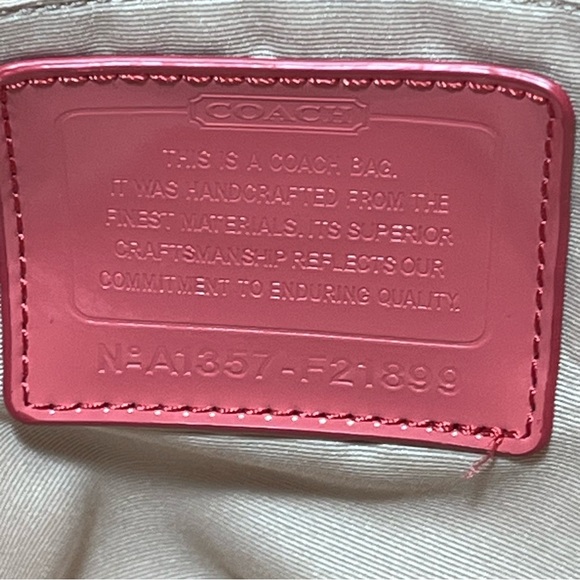 COACH
THIS IS A COACH BAG.
IT WAS HANDCRAFTED FROM THE
FINEST MATERIALS. ITS SUPERIOR
CRAFTSMANSHIP REFLECTS OUR
COMMITMENT TO ENDURING QUALITY.
Nº A1357-F21899